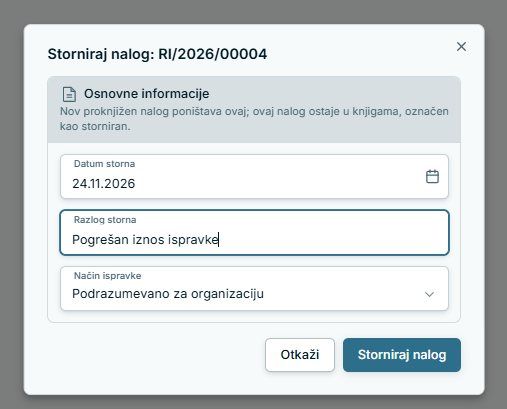 Storniraj nalog: RI/2026/00004
Osnovne informacije
Nov proknjižen nalog poništava ovaj; ovaj nalog ostaje u knjigama, označen
kao storniran.
Datum storna
24.11.2026
Razlog storna
Pogrešan iznos ispravke
Način ispravke
Podrazumevano za organizaciju
Otkaži
Storniraj nalog